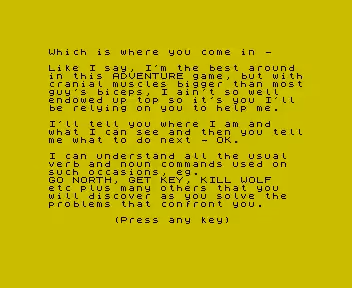 Which is where you come in -
Like I say, I'm the best around
in this ADVENTURE game, but with
cranial muscles bigger than most
guy's biceps, I ain't so well
endowed up top so it's you I'll
be relying on you to help me.
I'll tell you where I am and
what I can see and then you tell
me what to do next - OK.
I can understand all the usual
verb and noun commands used on
such occasions, eg.
GO NORTH, GET KEY, KILL WOLF
etc plus many others that you
will discover as you solve the
problems that confront you.
(Press any key)